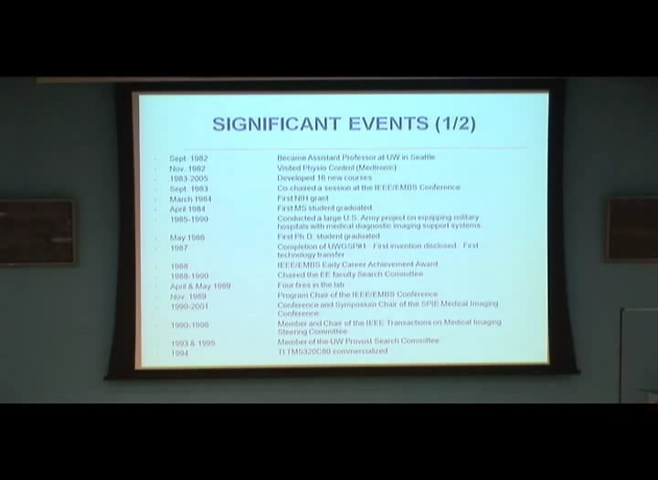 SIGNIFICANT EVENTS (1/2)
Sept. 1982 Became Assistant Professor at UW in Seattle
Nov. 1982 Visited Physio Control (Medtronic)
1983-2005 Developed 16 new courses
Sept. 1983 Co-chaired a session at the IEEE/EMBS Conference
March 1984 First NIH grant
April 1984 First MS student graduated
1985-1990 Conducted a large U.S. Army project on equipping military
hospitals with medical diagnostic imaging support systems
May 1986 First Ph.D. student graduated
1987 Completion of UWGSP#1. First invention disclosed. First
technology transfer
1988 IEEE/EMBS Early Career Achievement Award
1988-1990 Chaired the EE faculty Search Committee
April & May 1989 Four fires in the lab
Nov. 1989 Program Chair of the IEEE/EMBS Conference
1990-2001 Conference and Symposium Chair of the SPIE Medical Imaging
Conference
1990-1996 Member and Chair of the IEEE Transactions on Medical Imaging
Steering Committee
1993 & 1995 Member of the UW Provost Search Committee
1994 TI TMS320C80 commercialized